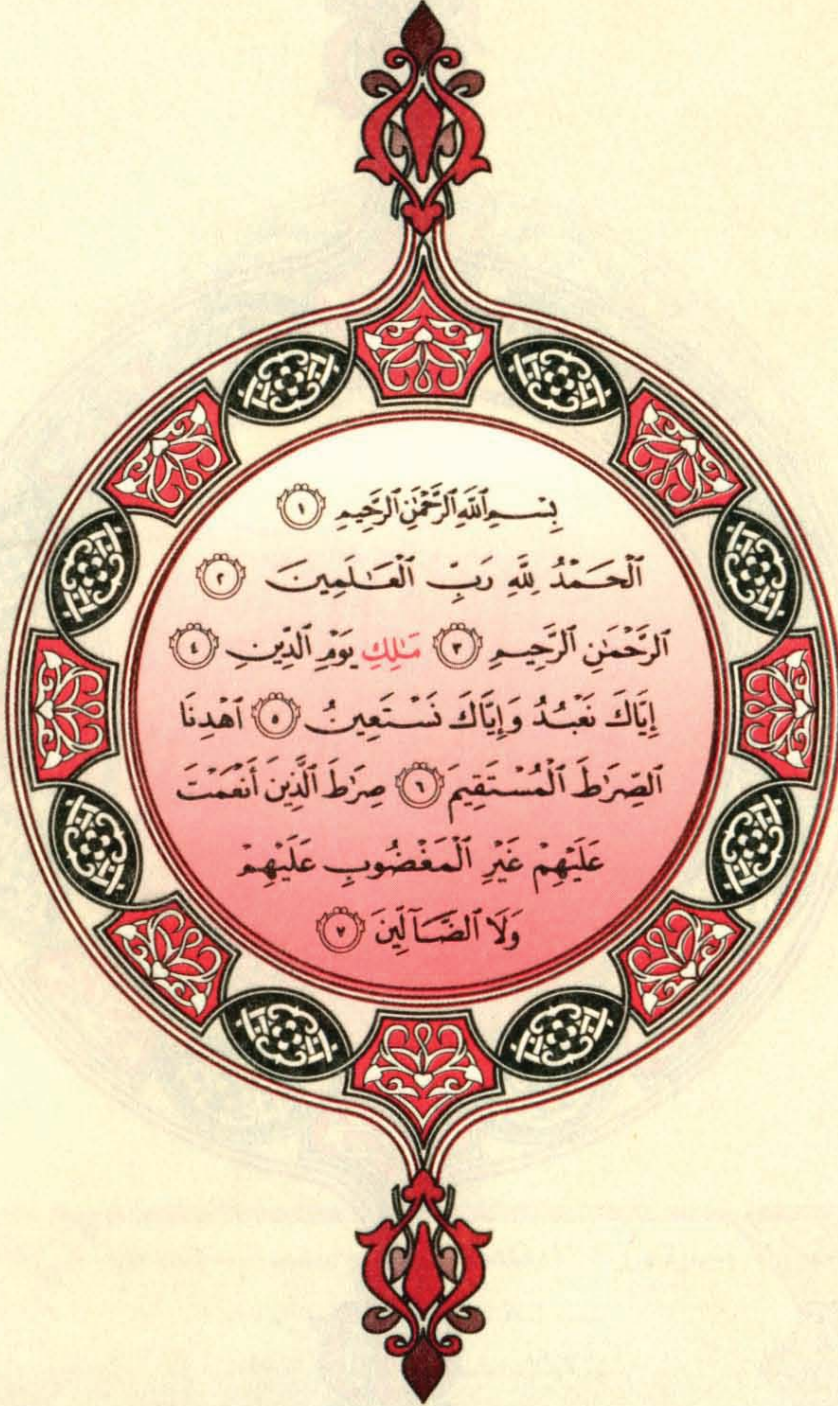 بِسْمِ ٱللَّهِ ٱلرَّحْمَٰنِ ٱلرَّحِيمِ ١
ٱلْحَمْدُ لِلَّهِ رَبِّ ٱلْعَٰلَمِينَ ٢
ٱلرَّحْمَٰنِ ٱلرَّحِيمِ ٣ مَٰلِكِ يَوْمِ ٱلدِّينِ ٤
إِيَّاكَ نَعْبُدُ وَإِيَّاكَ نَسْتَعِينُ ٥ ٱهْدِنَا
ٱلصِّرَٰطَ ٱلْمُسْتَقِيمَ ٦ صِرَٰطَ ٱلَّذِينَ أَنْعَمْتَ
عَلَيْهِمْ غَيْرِ ٱلْمَغْضُوبِ عَلَيْهِمْ
وَلَا ٱلضَّآلِّينَ ٧